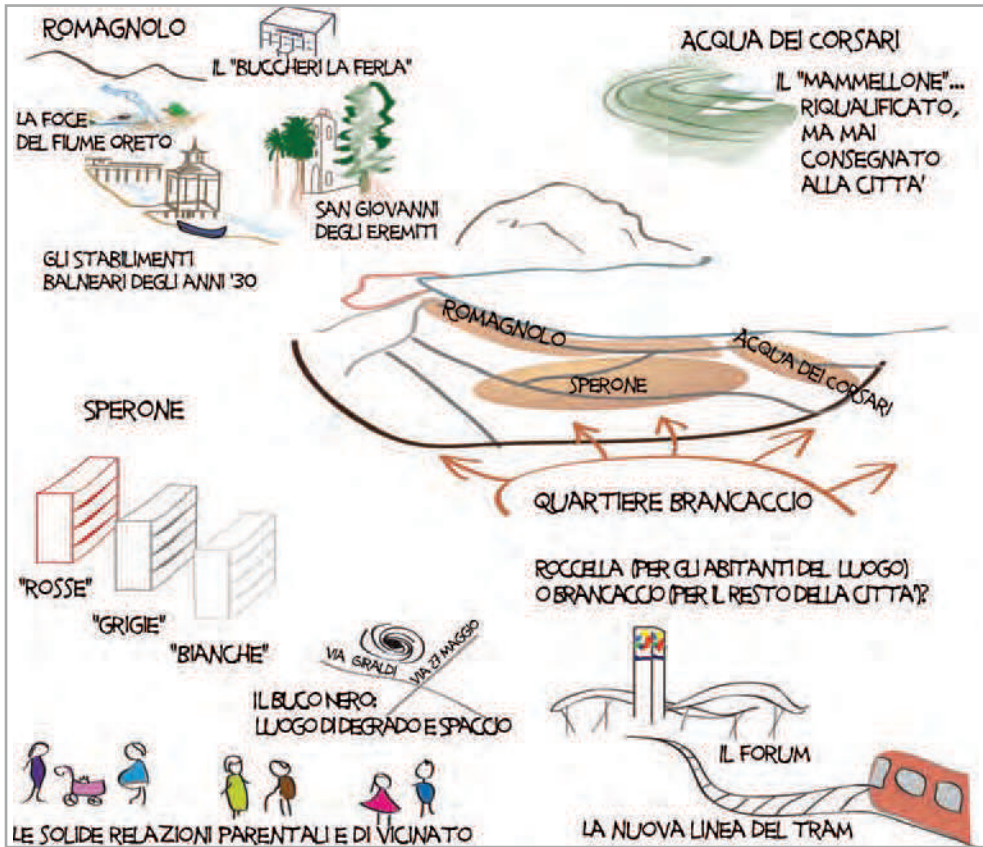 ROMAGNOLO
IL "BUCCHERI LA FERLA"
LA FOCE
DEL FIUME ORETO
SAN GIOVANNI
DEGLI EREMITI
GLI STABILIMENTI
BALNEARI DEGLI ANNI '30
ACQUA DEI CORSARI
IL "MAMMELLONE"...
RIQUALIFICATO,
MA MAI
CONSEGNATO
ALLA CITTA'
ROMAGNOLO
SPERONE
ACQUA DEI CORSARI
QUARTIERE BRANCACCIO
SPERONE
"ROSSE"
"GRIGIE"
"BIANCHE"
VIA GIRALDI
VIA 27 MAGGIO
IL BUCO NERO:
LUOGO DI DEGRADO E SPACCIO
LE SOLIDE RELAZIONI PARENTALI E DI VICINATO
ROCCELLA (PER GLI ABITANTI DEL LUOGO)
O BRANCACCIO (PER IL RESTO DELLA CITTA')?
IL FORUM
LA NUOVA LINEA DEL TRAM